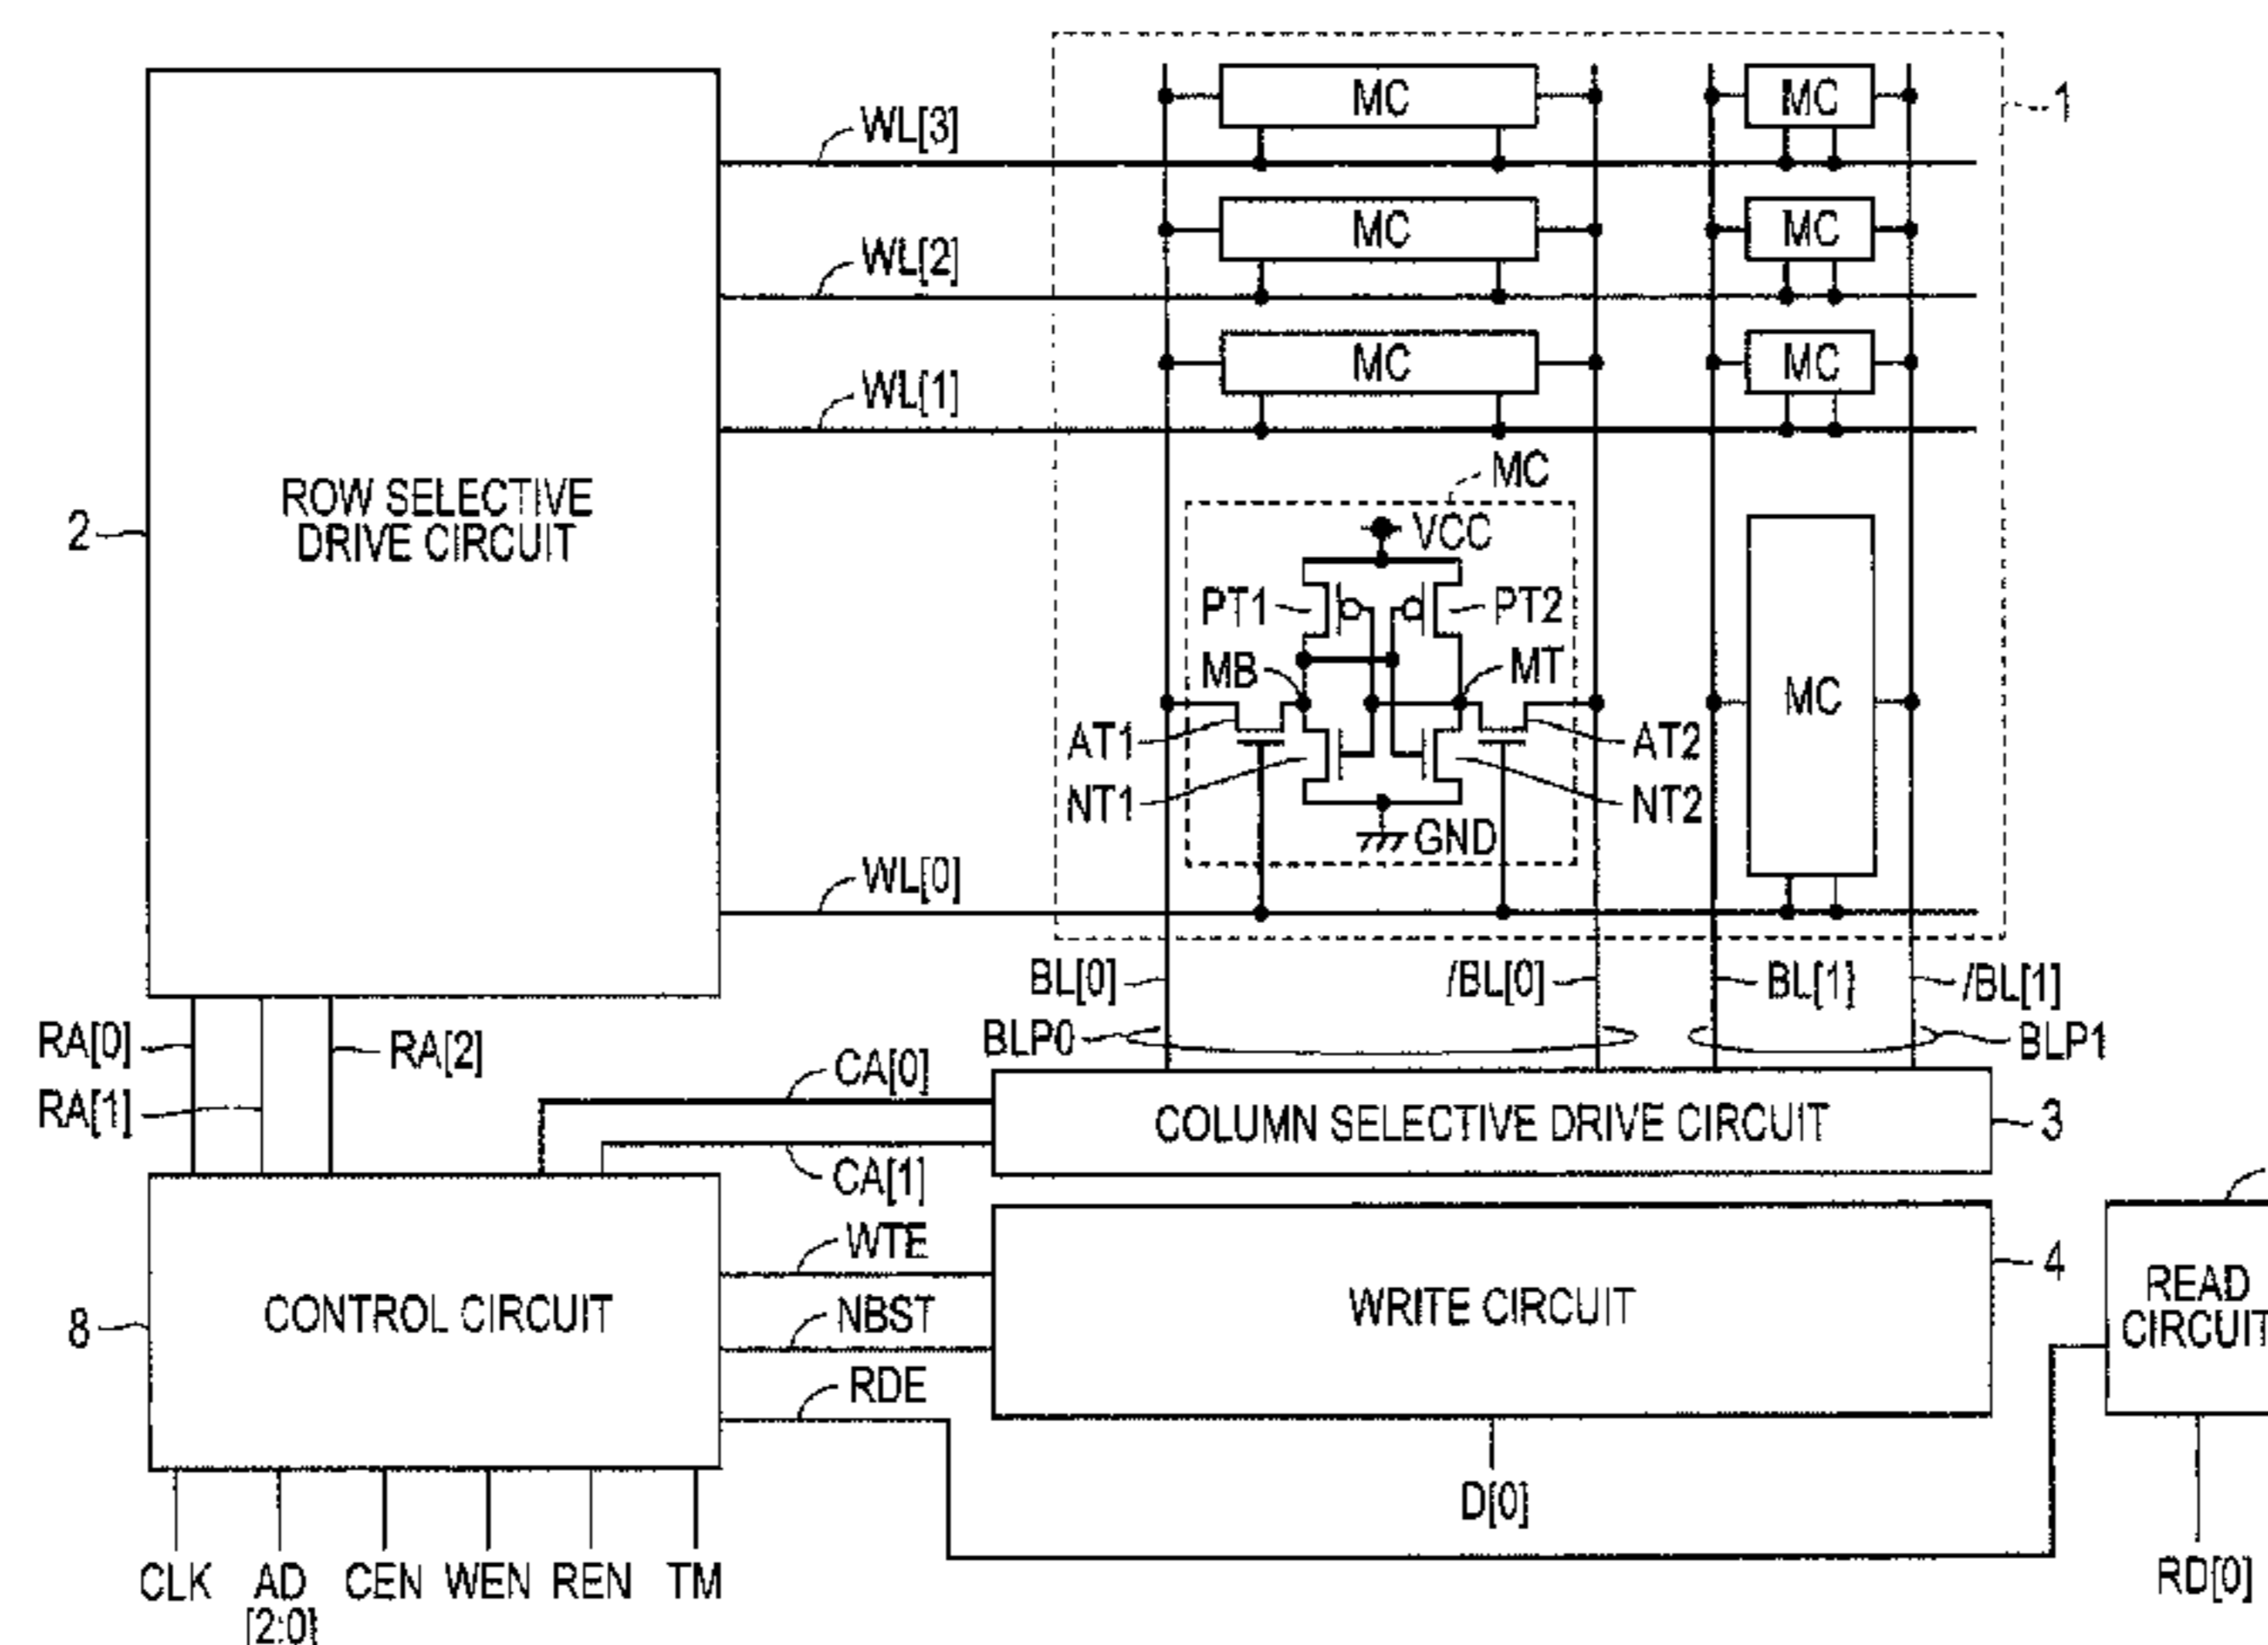 1
MC
MC
WL[3]
MC
MC
WL[2]
MC
MC
WL[1]
MC
2
ROW SELECTIVE
DRIVE CIRCUIT
VCC
PT1
PT2
MB
MT
MC
AT1
AT2
NT1
NT2
GND
WL[0]
BL[0]
/BL[0]
BL[1]
/BL[1]
BLP0
BLP1
RA[0]
RA[2]
RA[1]
CA[0]
CA[1]
COLUMN SELECTIVE DRIVE CIRCUIT
3
WTE
NBST
RDE
8
CONTROL CIRCUIT
WRITE CIRCUIT
4
READ
CIRCUIT
D[0]
RD[0]
CLK
AD
[2:0]
CEN
WEN
REN
TM